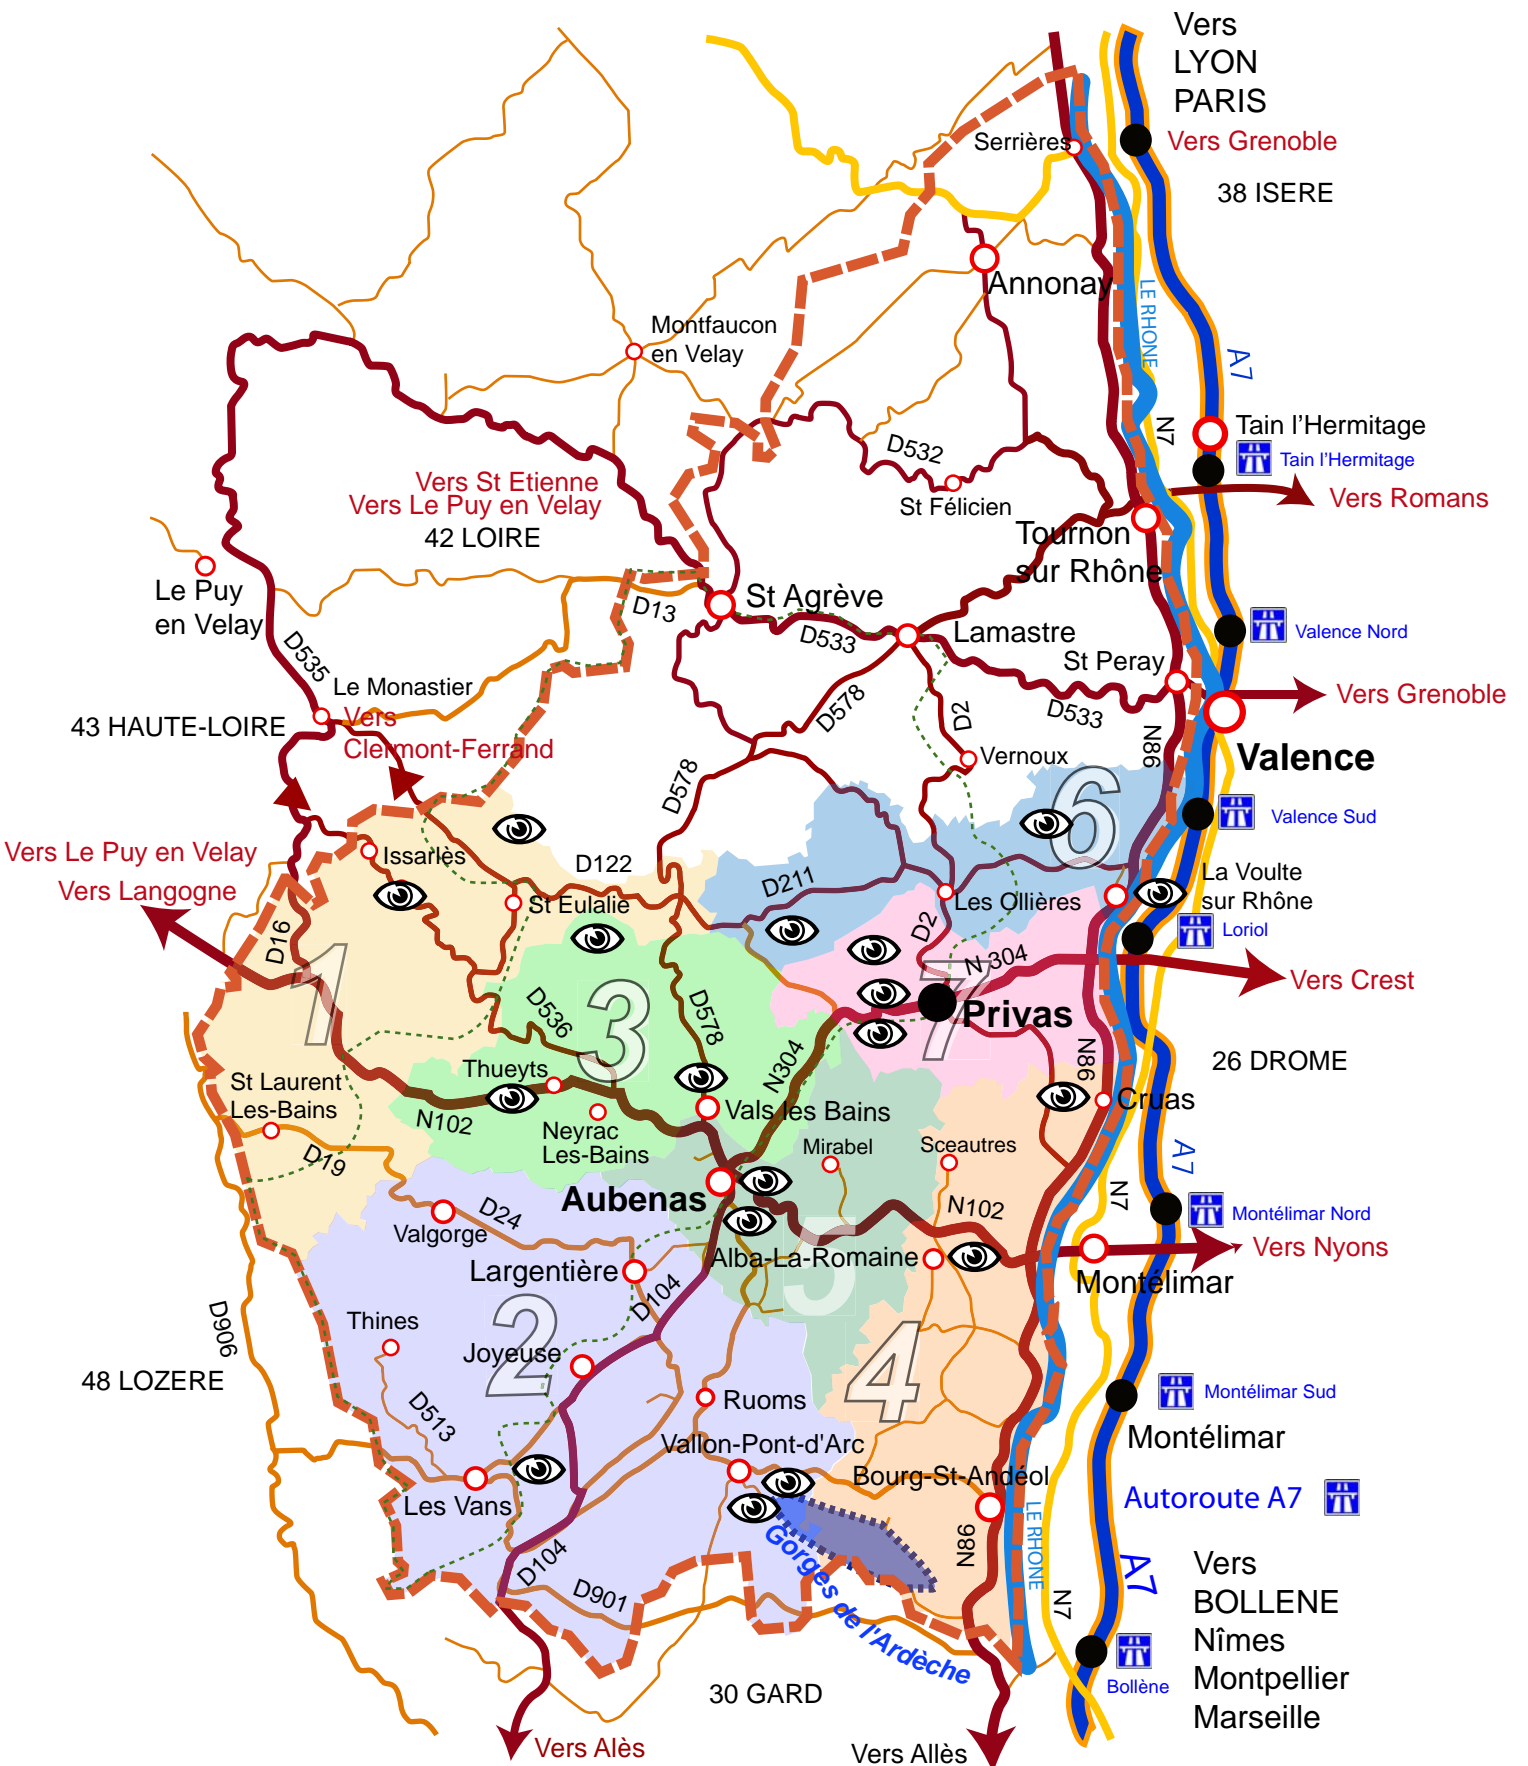 Vers
LYON
PARIS
Serrières
Vers Grenoble
38 ISERE
Annonay
LE RHONE
Montfaucon
en Velay
A7
N7
Tain l'Hermitage
Tain l'Hermitage
D532
Vers St Etienne
Vers Le Puy en Velay
42 LOIRE
St Félicien
Vers Romans
Tournon
sur Rhône
Le Puy
en Velay
St Agrève
D13
D533
Lamastre
Valence Nord
D535
St Peray
Le Monastier
Vers
Clermont-Ferrand
43 HAUTE-LOIRE
D578
D2
D533
Vers Grenoble
N86
Valence
Vernoux
D578
6
Valence Sud
Vers Le Puy en Velay
Issarlès
D122
D211
La Voulte
sur Rhône
Vers Langogne
St Eulalie
Les Ollières
D2
Loriol
D16
N 304
1
3
7
Vers Crest
D536
D578
Privas
N304
N86
26 DROME
Thueyts
St Laurent
Les-Bains
Cruas
Vals les Bains
N102
Neyrac
Les-Bains
Mirabel
Sceautres
A7
D19
Aubenas
N7
Montélimar Nord
D24
N102
Valgorge
Alba-La-Romaine
Vers Nyons
Largentière
5
Montélimar
D104
D906
Thines
2
Joyeuse
4
48 LOZERE
Ruoms
Montélimar Sud
D513
Vallon-Pont-d'Arc
Montélimar
Bourg-St-Andéol
Les Vans
Autoroute A7
LE RHONE
N86
Gorges de l'Ardèche
D104
D901
A7
N7
Vers
BOLLENE
Nîmes
Montpellier
Marseille
Bollène
30 GARD
Vers Alès
Vers Allès